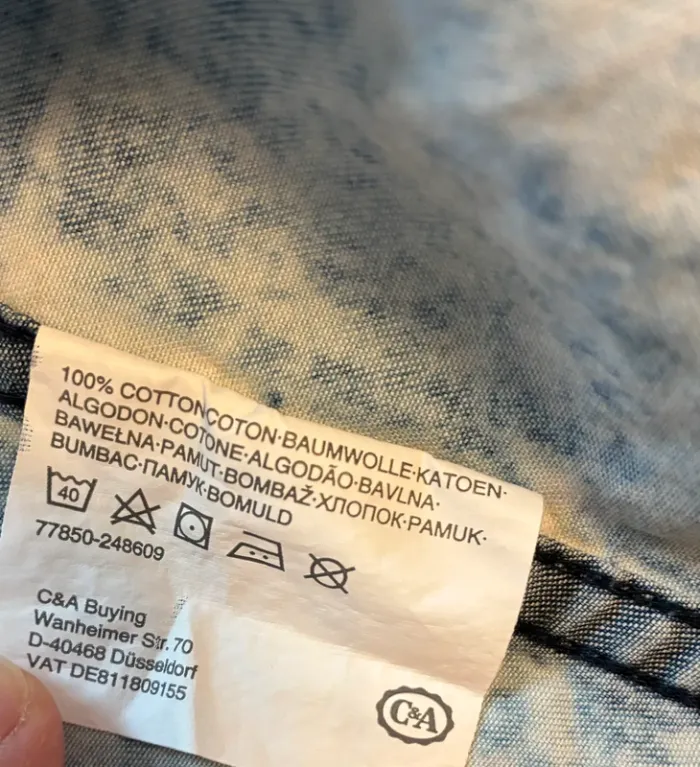 100% COTTON·COTON·BAUMWOLLE·KATOEN·
ALGODON·COTONE·ALGODÃO·BAVLNA·
BAWEŁNA·PAMUT·BOMBAŽ·ХЛОПОК·PAMUK·
BUMBAC·ПАМУК·BOMULD
40
77850-248609
C&A Buying
Wanheimer Str. 70
D-40468 Düsseldorf
VAT DE811809155
C&A